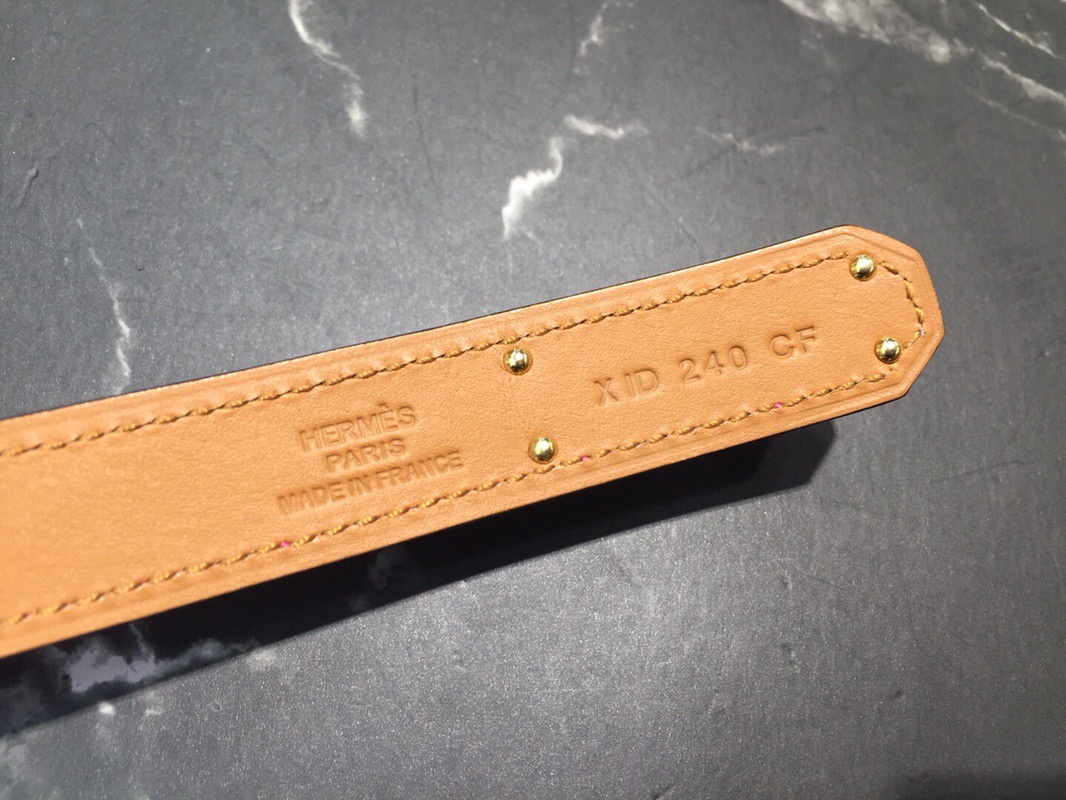 HERMÈS
PARIS
MADE IN FRANCE
X ID 240 CF